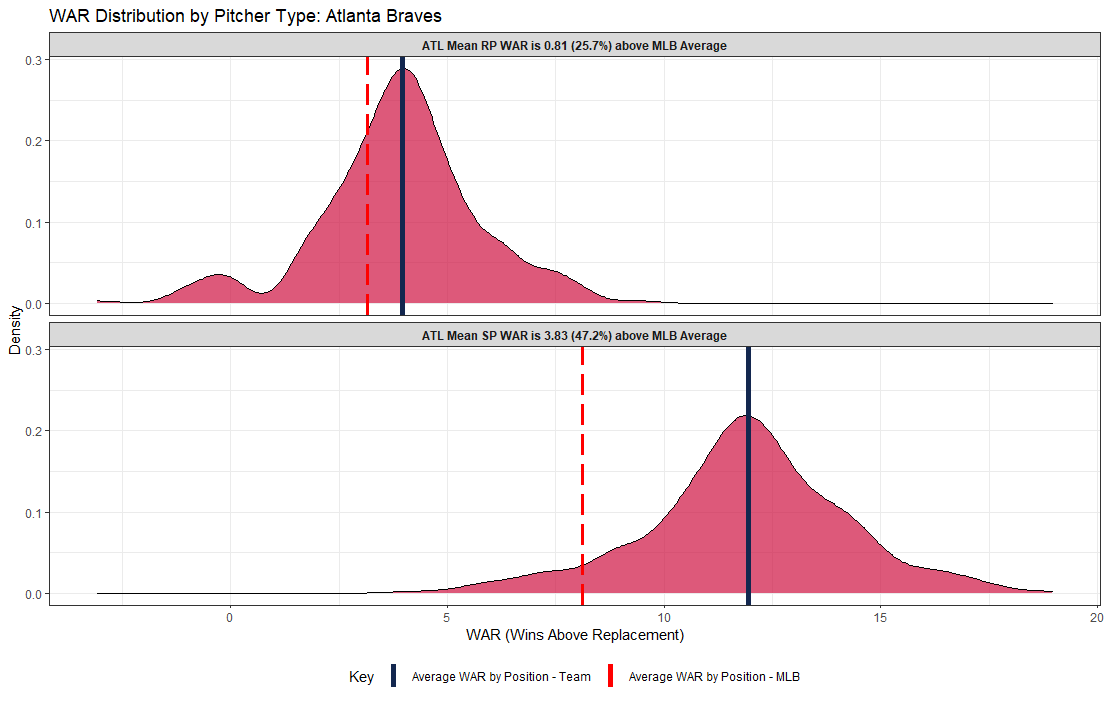 WAR Distribution by Pitcher Type: Atlanta Braves
ATL Mean RP WAR is 0.81 (25.7%) above MLB Average
0.3
0.2
0.1
0.0
Density
ATL Mean SP WAR is 3.83 (47.2%) above MLB Average
0.3
0.2
0.1
0.0
0 5 10 15 20
WAR (Wins Above Replacement)
Key Average WAR by Position - Team Average WAR by Position - MLB